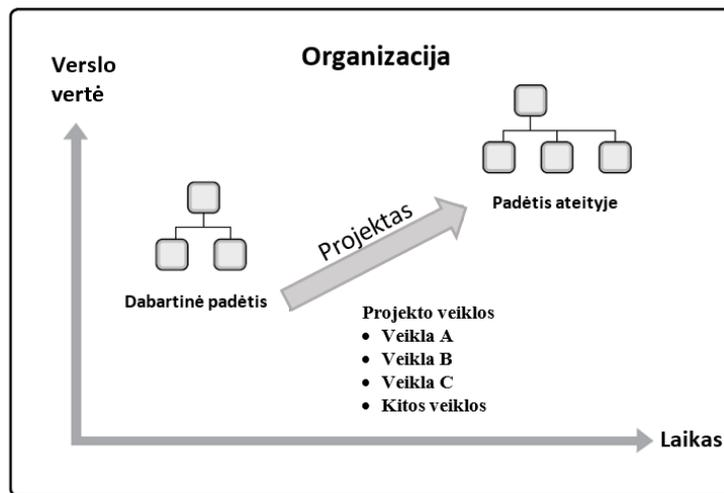 Organizacija
Verslo
vertė
Padėtis ateityje
Projektas
Dabartinė padėtis
Projekto veiklos
• Veikla A
• Veikla B
• Veikla C
• Kitos veiklos
Laikas